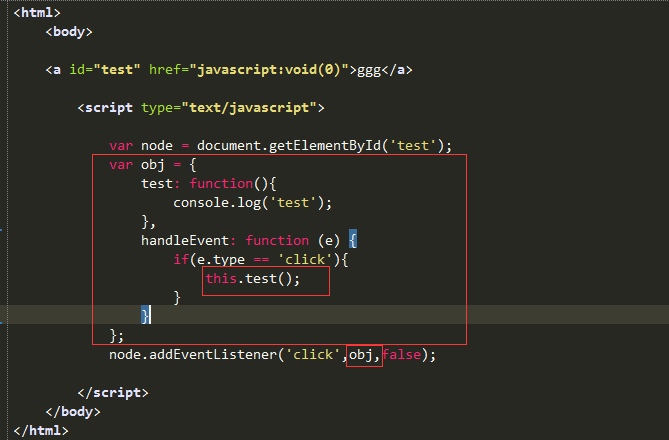 <html>
<body>
<a id="test" href="javascript:void(0)">ggg</a>
<script type="text/javascript">
var node = document.getElementById('test');
var obj = {
test: function(){
console.log('test');
},
handleEvent: function (e) {
if(e.type == 'click'){
this.test();
}
}
};
node.addEventListener('click',obj,false);
</script>
</body>
</html>